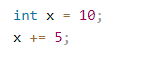 int x = 10;
x += 5;